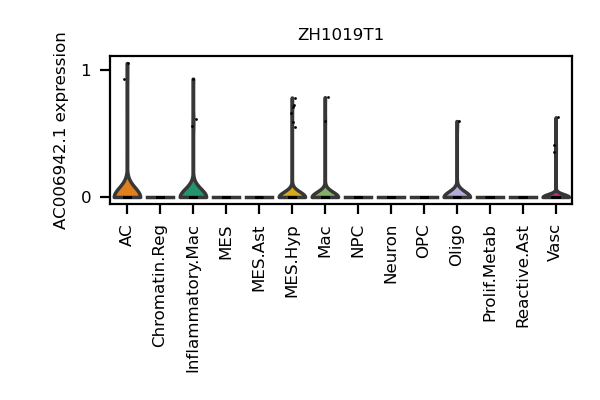 ZH1019T1
AC006942.1 expression
1
0
AC
Chromatin.Reg
Inflammatory.Mac
MES
MES.Ast
MES.Hyp
Mac
NPC
Neuron
OPC
Oligo
Prolif.Metab
Reactive.Ast
Vasc